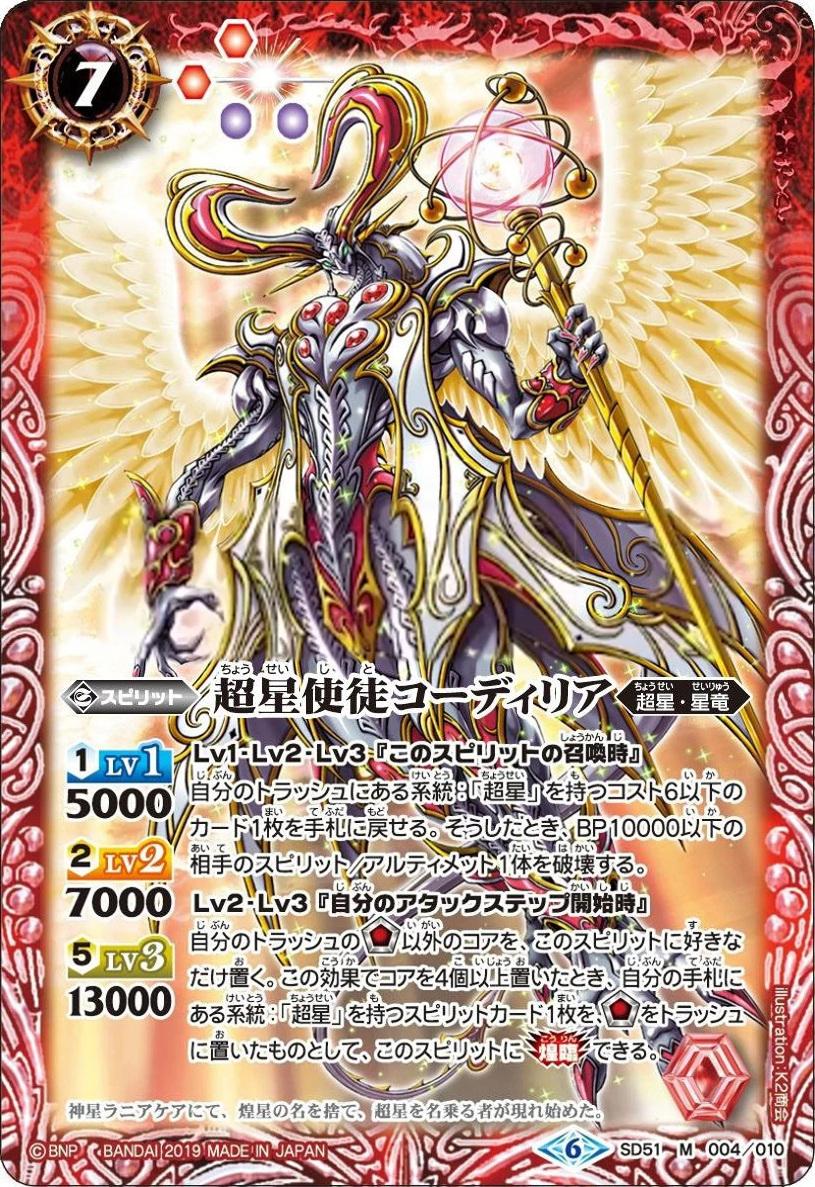 7
スピリット 超星使徒コーディリア 超星・星竜
1 LV1
5000
2 LV2
7000
5 LV3
13000
Lv1・Lv2・Lv3『このスピリットの召喚時』
自分のトラッシュにある系統：「超星」を持つコスト6以下の
カード1枚を手札に戻せる。そうしたとき、BP10000以下の
相手のスピリット/アルティメット1体を破壊する。
Lv2・Lv3『自分のアタックステップ開始時』
自分のトラッシュの以外のコアを、このスピリットに好きな
だけ置く。この効果でコアを4個以上置いたとき、自分の手札に
ある系統：「超星」を持つスピリットカード1枚を、をトラッシュ
に置いたものとして、このスピリットに煌臨できる。
神星ラニアケアにて、煌星の名を捨て、超星を名乗る者が現れ始めた。
illustration：K2商会
©BNP BANDAI 2019 MADE IN JAPAN
6 SD51 M 004/010